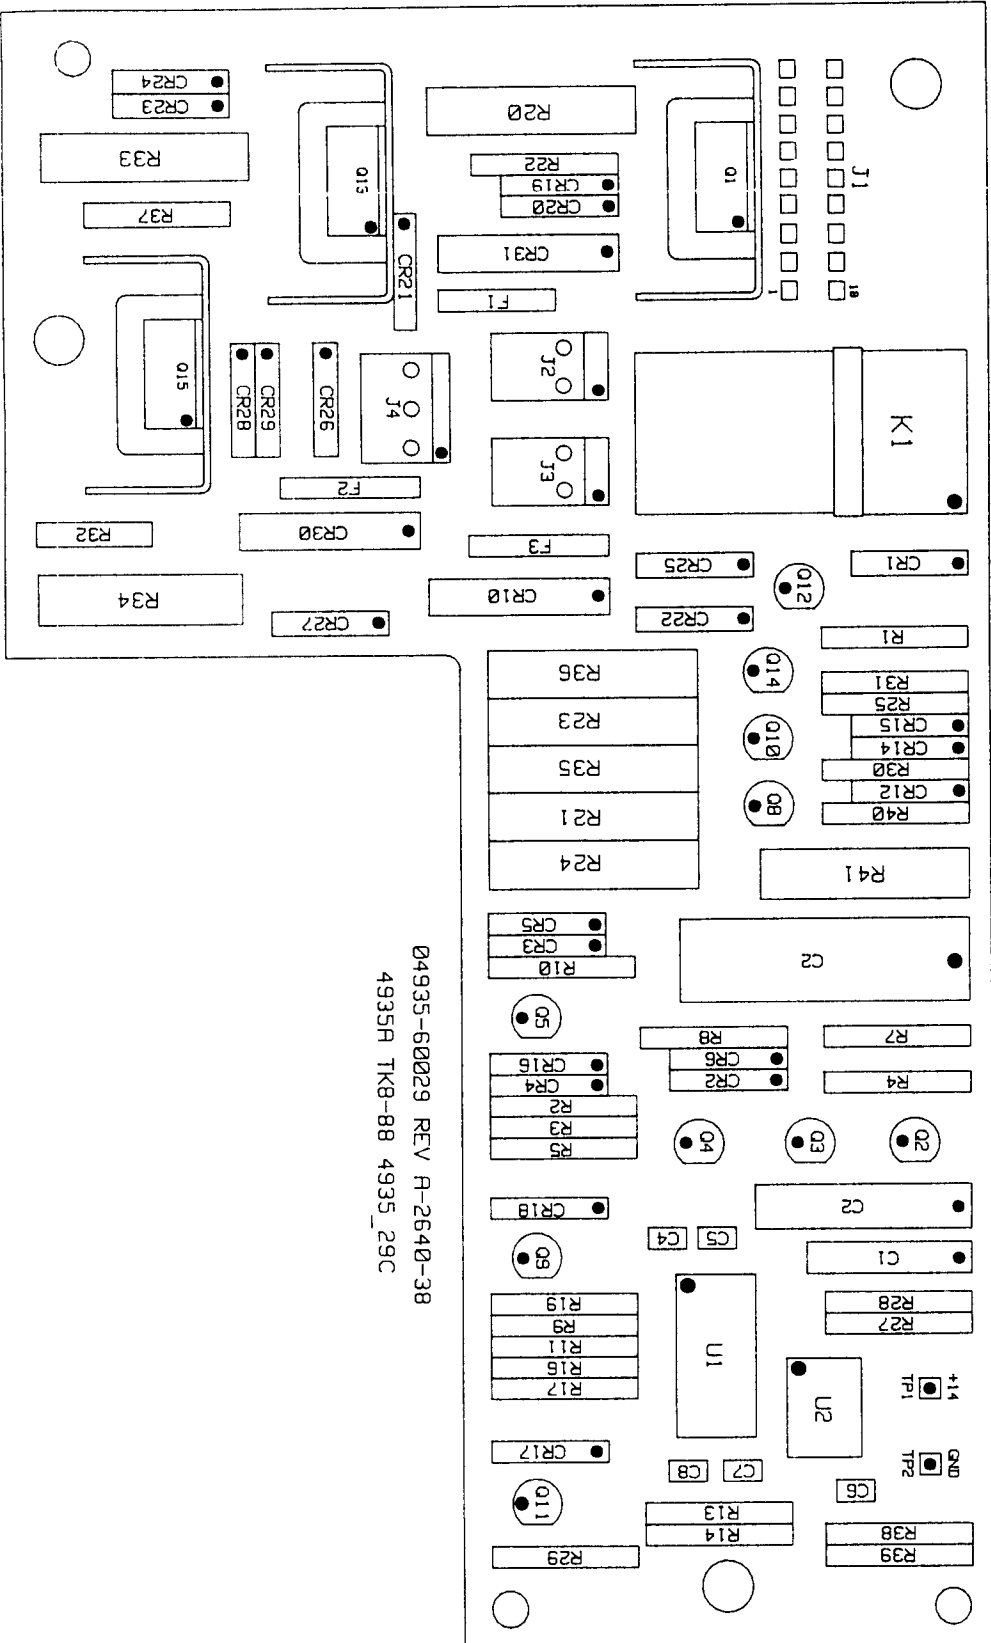 CR24
CR23
R33
R37
Q15
Q15
CR21
R20
R22
CR19
CR20
CR31
F1
Q1
J1
1
18
J2
J3
J4
K1
CR28
CR29
CR26
F2
CR30
R32
R34
CR27
F3
CR10
CR25
CR22
Q12
CR1
R1
R36
R23
R35
R21
R24
Q14
Q10
Q8
R31
R25
CR15
CR14
R30
CR12
R40
R41
CR5
CR3
R10
C2
Q5
R8
CR6
CR2
R7
R4
CR16
CR4
R2
R3
R5
Q4
Q3
Q2
CR18
C2
C4
C5
C1
Q9
R19
R9
R11
R16
R17
U1
U2
R28
R27
TP1
+14
TP2
GND
CR17
C8
C7
C6
Q11
R13
R14
R38
R39
R29
04935-60029 REV A-2640-38
4935A TK8-88 4935_29C